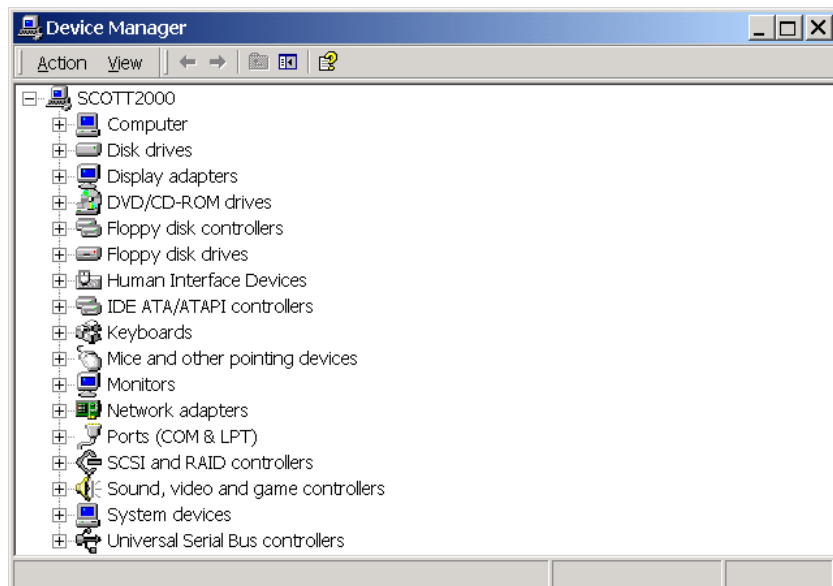 Device Manager
Action View
SCOTT2000
Computer
Disk drives
Display adapters
DVD/CD-ROM drives
Floppy disk controllers
Floppy disk drives
Human Interface Devices
IDE ATA/ATAPI controllers
Keyboards
Mice and other pointing devices
Monitors
Network adapters
Ports (COM & LPT)
SCSI and RAID controllers
Sound, video and game controllers
System devices
Universal Serial Bus controllers